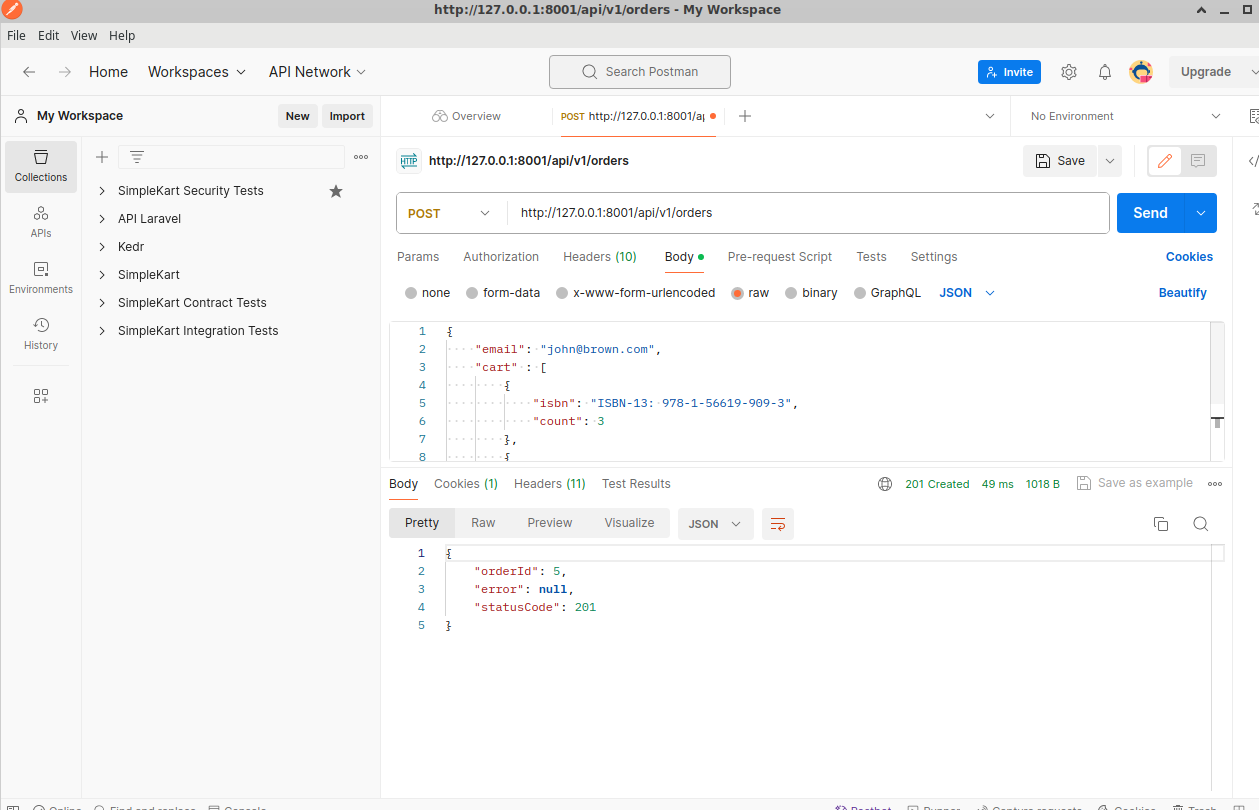 http://127.0.0.1:8001/api/v1/orders - My Workspace
File Edit View Help
Home Workspaces API Network Search Postman Invite Upgrade
My Workspace New Import Overview POST http://127.0.0.1:8001/ap No Environment
Collections
APIs
Environments
History
SimpleKart Security Tests
API Laravel
Kedr
SimpleKart
SimpleKart Contract Tests
SimpleKart Integration Tests
HTTP http://127.0.0.1:8001/api/v1/orders Save
POST http://127.0.0.1:8001/api/v1/orders Send
Params Authorization Headers (10) Body Pre-request Script Tests Settings Cookies
none form-data x-www-form-urlencoded raw binary GraphQL JSON Beautify
1 {
2 "email": "john@brown.com",
3 "cart" : [
4 {
5 "isbn": "ISBN-13: 978-1-56619-909-3",
6 "count": 3
7 },
8 {
Body Cookies (1) Headers (11) Test Results 201 Created 49 ms 1018 B Save as example
Pretty Raw Preview Visualize JSON
1 {
2 "orderId": 5,
3 "error": null,
4 "statusCode": 201
5 }
Online Find and replace Console Postbot Runner Capture requests Cookies Trash